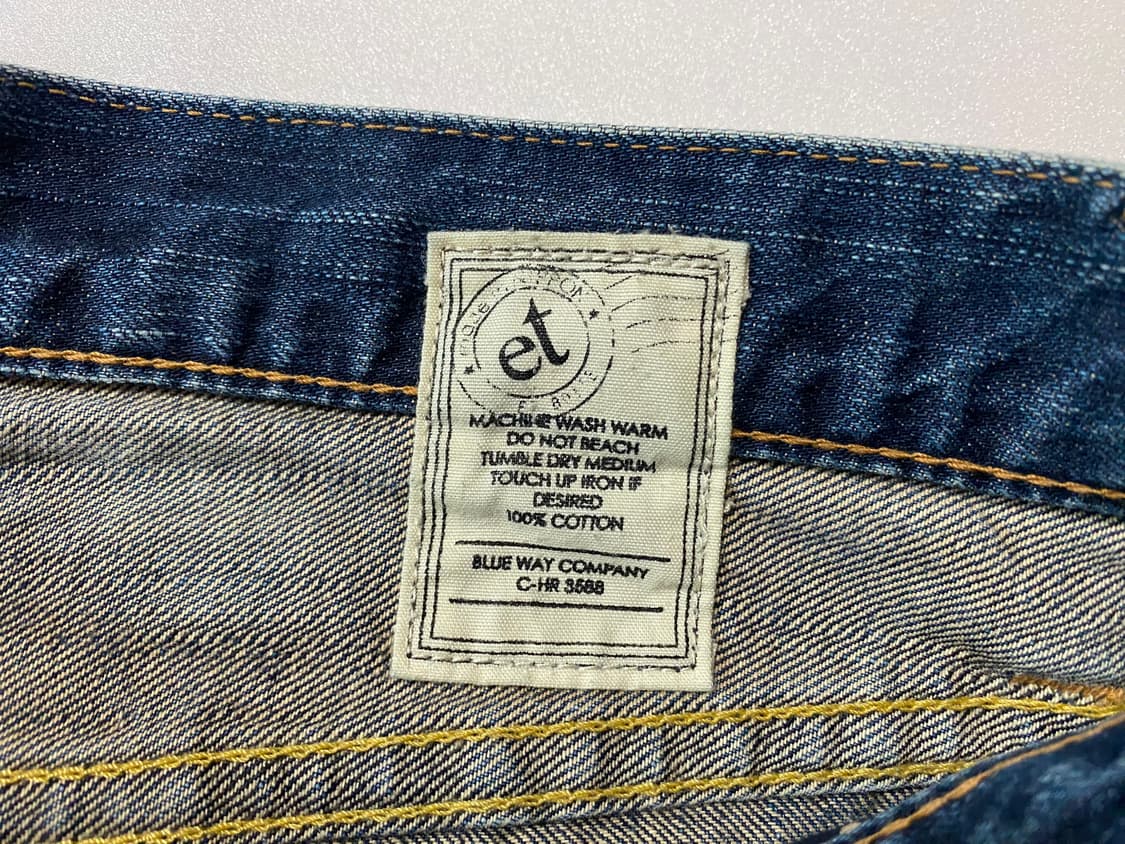 et
MACHINE WASH WARM
DO NOT BEACH
TUMBLE DRY MEDIUM
TOUCH UP IRON IF
DESIRED
100% COTTON
BLUE WAY COMPANY
C-HR 3588